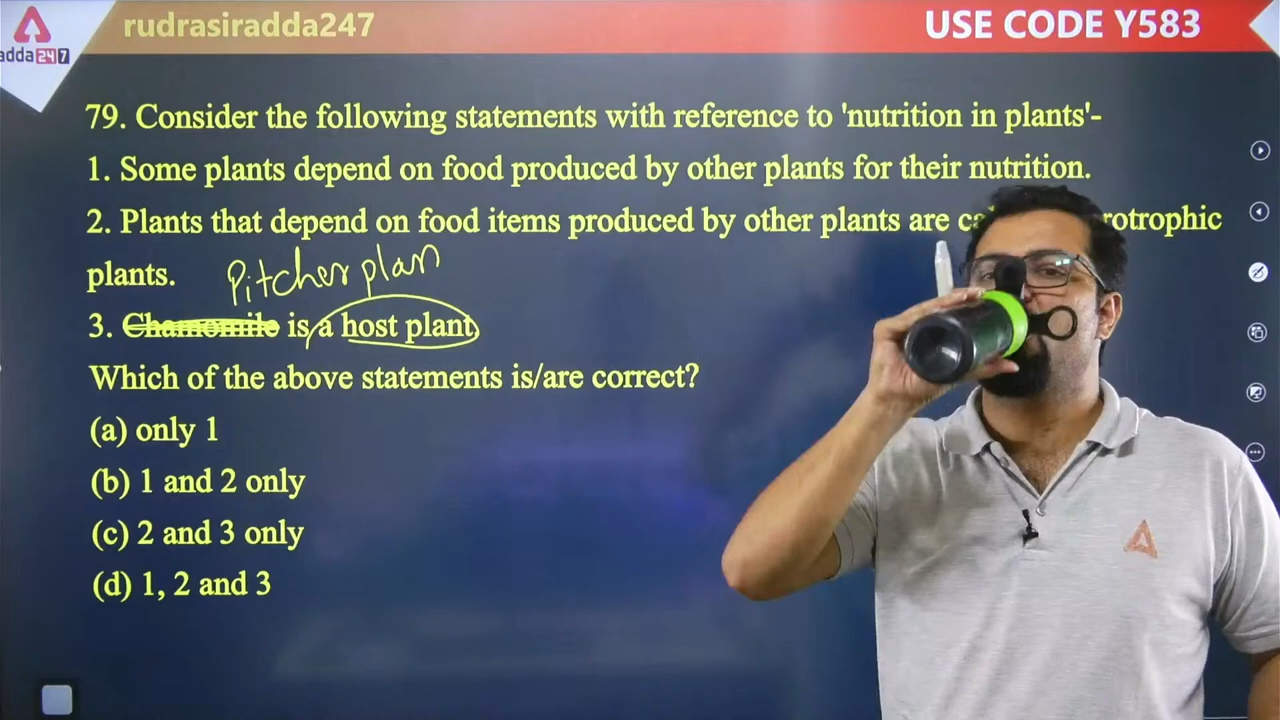 adda247
rudrasiradda247
USE CODE Y583
79. Consider the following statements with reference to 'nutrition in plants'-
1. Some plants depend on food produced by other plants for their nutrition.
2. Plants that depend on food items produced by other plants are
plants.
Pitcher plan
3. Chamomile is a host plant
Which of the above statements is/are correct?
(a) only 1
(b) 1 and 2 only
(c) 2 and 3 only
(d) 1, 2 and 3